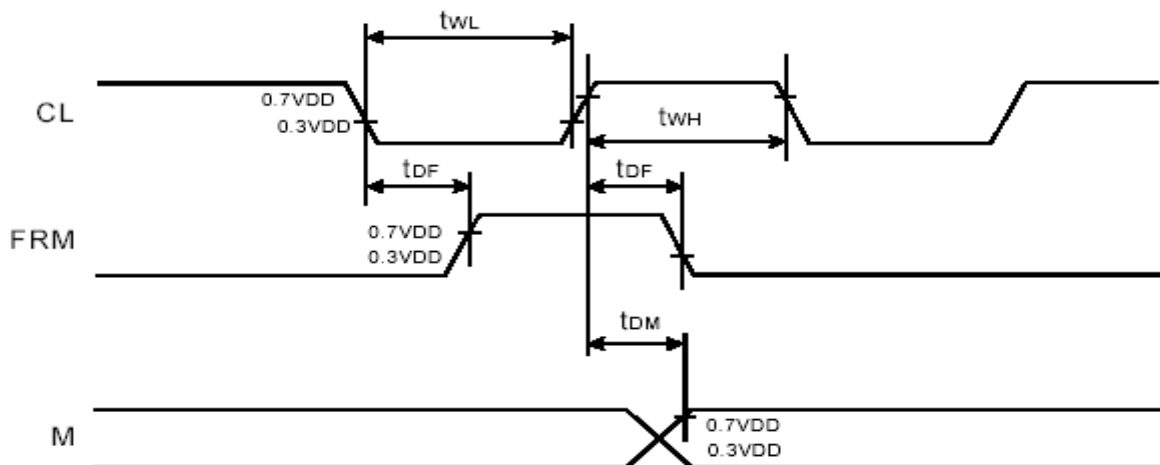 tWL
CL
0.7VDD
0.3VDD
tWH
tDF
tDF
FRM
0.7VDD
0.3VDD
tDM
M
0.7VDD
0.3VDD